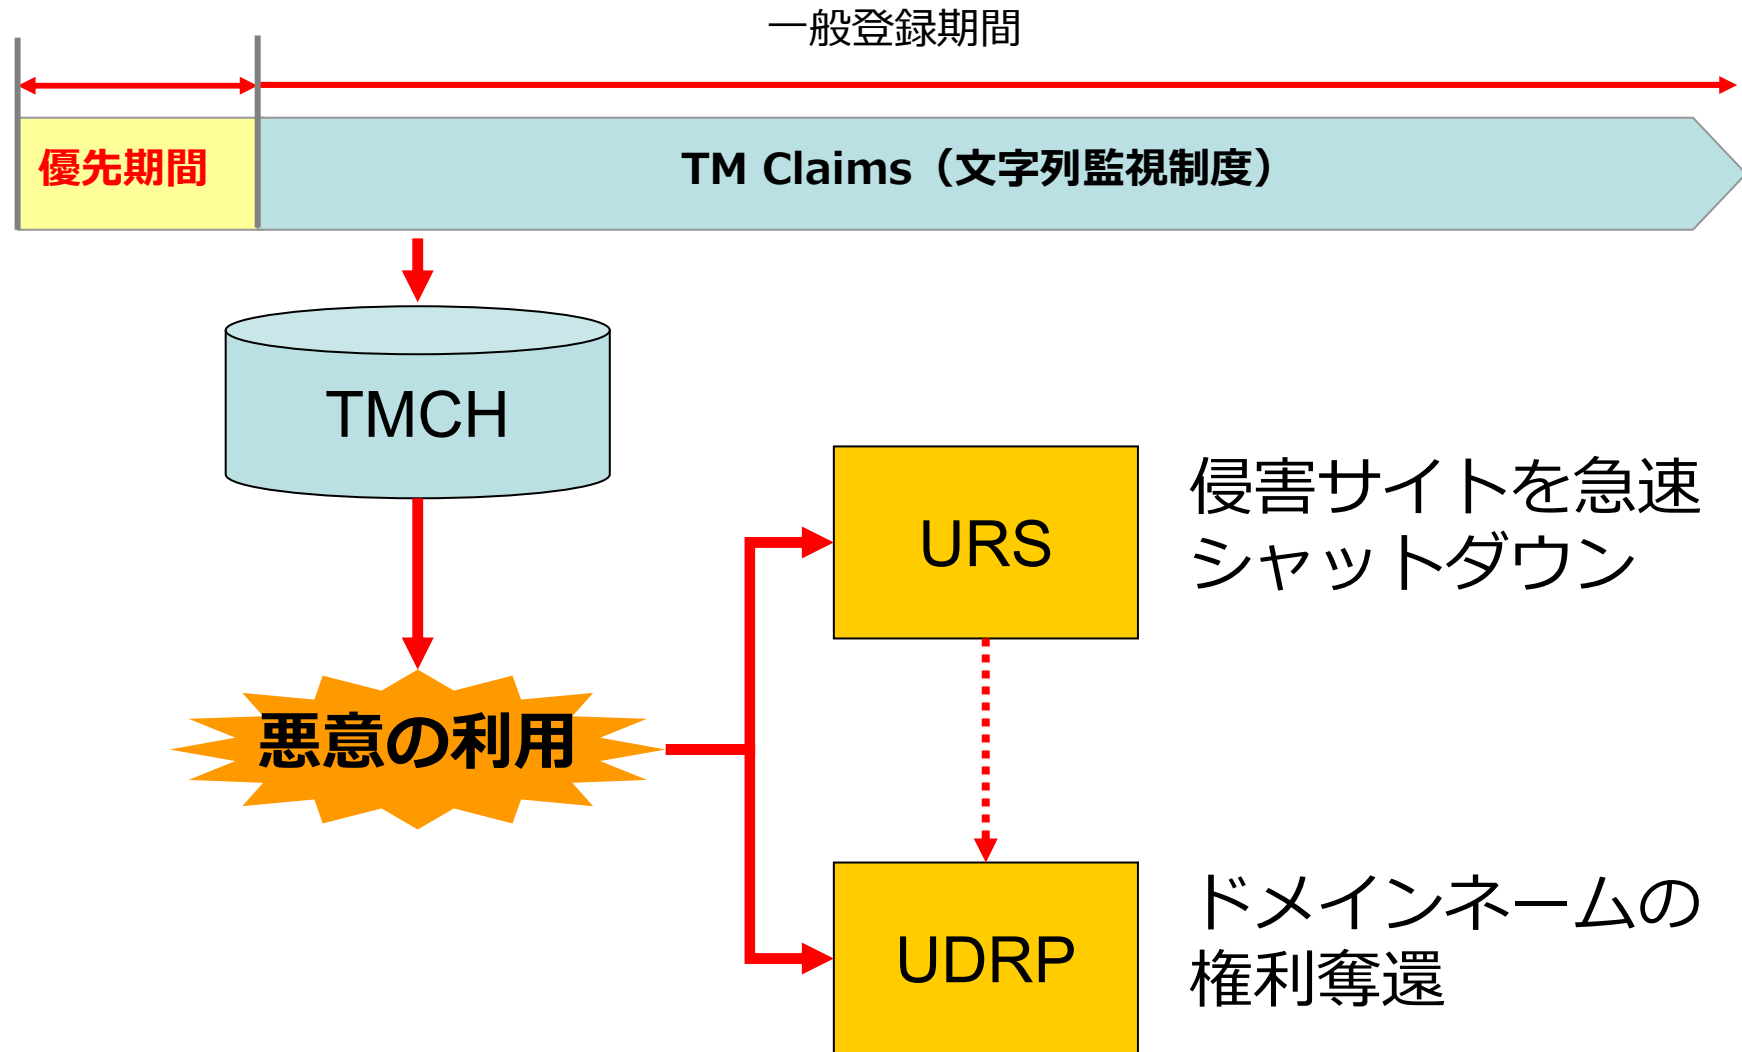 一般登録期間
優先期間
TM Claims（文字列監視制度）
TMCH
URS
侵害サイトを急速
シャットダウン
悪意の利用
UDRP
ドメインネームの
権利奪還